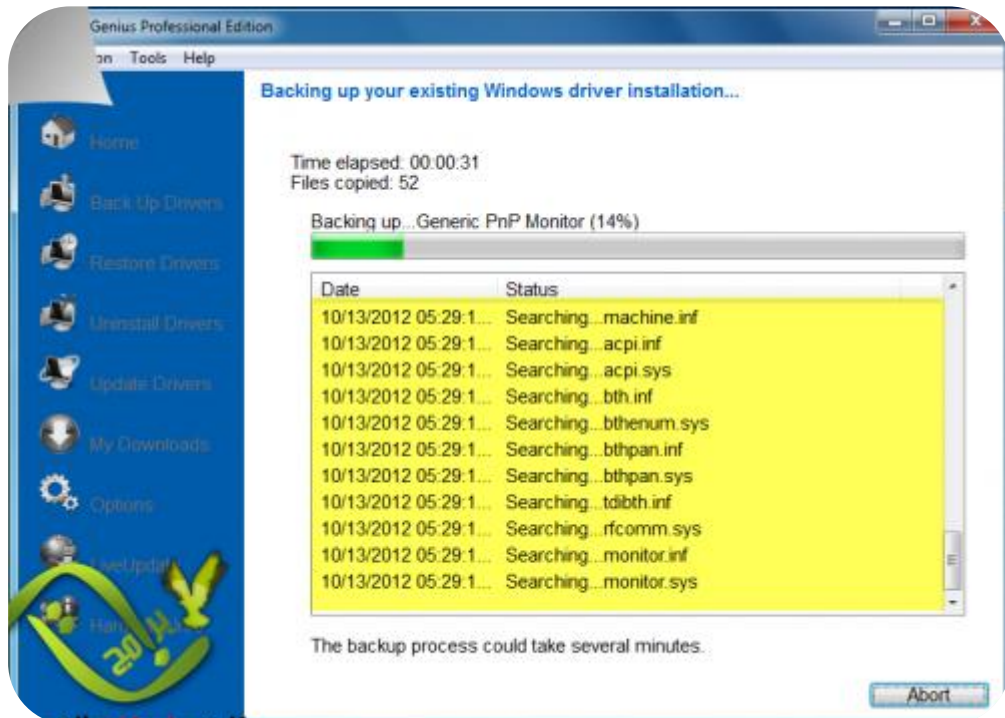 Genius Professional Edition
on Tools Help
Backing up your existing Windows driver installation...
Home
Back Up Drivers
Restore Drivers
Uninstall Drivers
Update Drivers
My Downloads
Options
LiveUpdat
Time elapsed: 00:00:31
Files copied: 52
Backing up...Generic PnP Monitor (14%)
Date Status
10/13/2012 05:29:1... Searching...machine.inf
10/13/2012 05:29:1... Searching...acpi.inf
10/13/2012 05:29:1... Searching...acpi.sys
10/13/2012 05:29:1... Searching...bth.inf
10/13/2012 05:29:1... Searching...bthenum.sys
10/13/2012 05:29:1... Searching...bthpan.inf
10/13/2012 05:29:1... Searching...bthpan.sys
10/13/2012 05:29:1... Searching...tdibth.inf
10/13/2012 05:29:1... Searching...rfcomm.sys
10/13/2012 05:29:1... Searching...monitor.inf
10/13/2012 05:29:1... Searching...monitor.sys
The backup process could take several minutes.
Abort